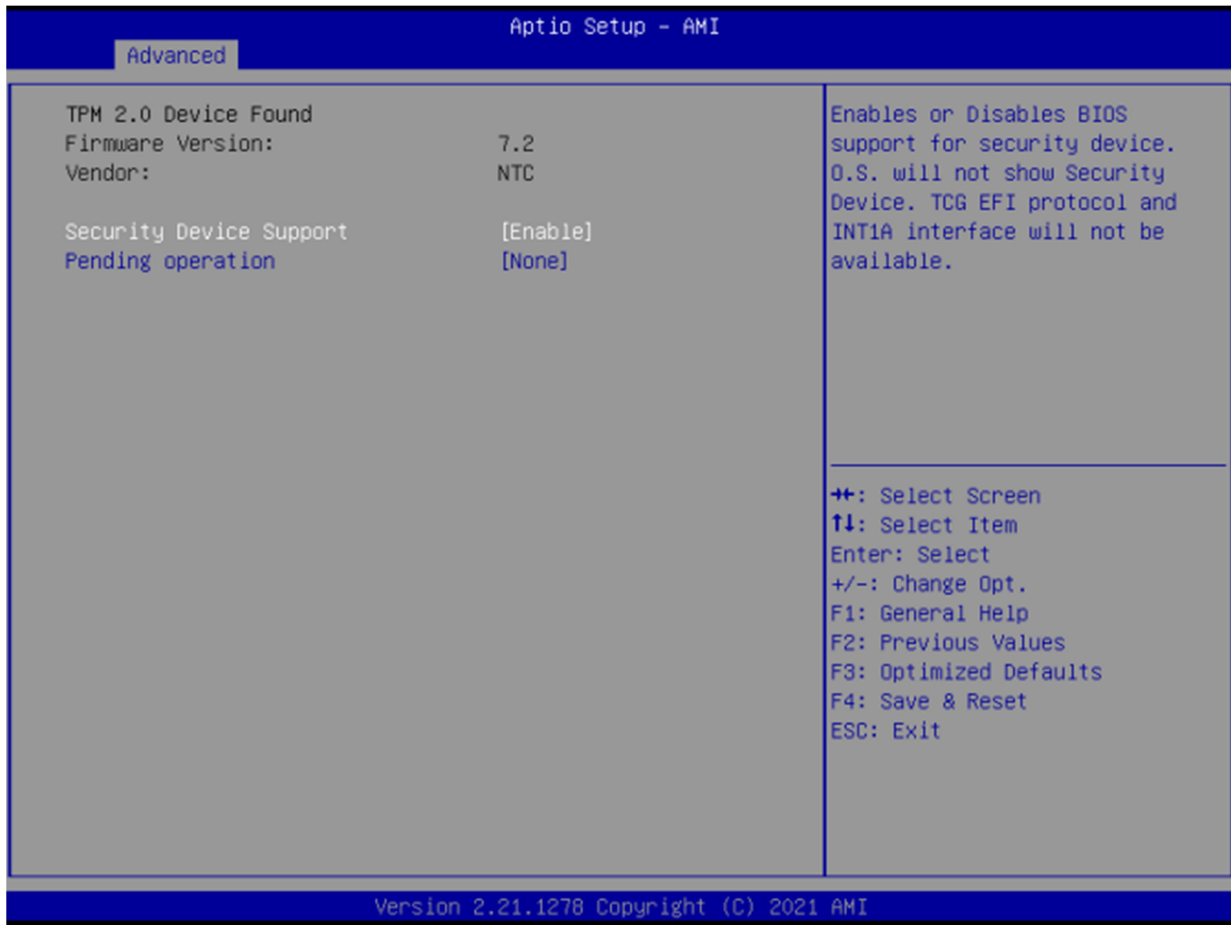 Aptio Setup – AMI
Advanced
TPM 2.0 Device Found
Firmware Version: 7.2
Vendor: NTC
Security Device Support [Enable]
Pending operation [None]
Enables or Disables BIOS
support for security device.
O.S. will not show Security
Device. TCG EFI protocol and
INT1A interface will not be
available.
→←: Select Screen
↑↓: Select Item
Enter: Select
+/-: Change Opt.
F1: General Help
F2: Previous Values
F3: Optimized Defaults
F4: Save & Reset
ESC: Exit
Version 2.21.1278 Copyright (C) 2021 AMI